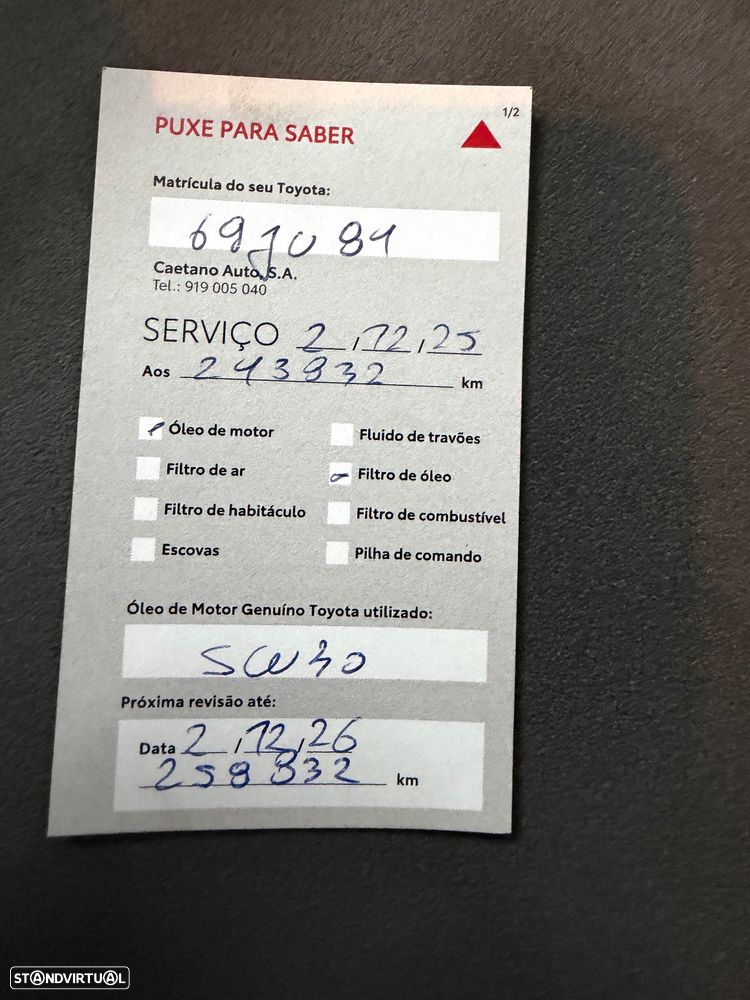 1/2
PUXE PARA SABER
Matrícula do seu Toyota:
69 JU 81
Caetano Auto, S.A.
Tel.: 919 005 040
SERVIÇO 2, 12, 25
Aos 243832 km
Óleo de motor Fluido de travões
Filtro de ar Filtro de óleo
Filtro de habitáculo Filtro de combustível
Escovas Pilha de comando
Óleo de Motor Genuíno Toyota utilizado:
5W30
Próxima revisão até:
Data 2, 12, 26
258832 km
STANDVIRTUAL